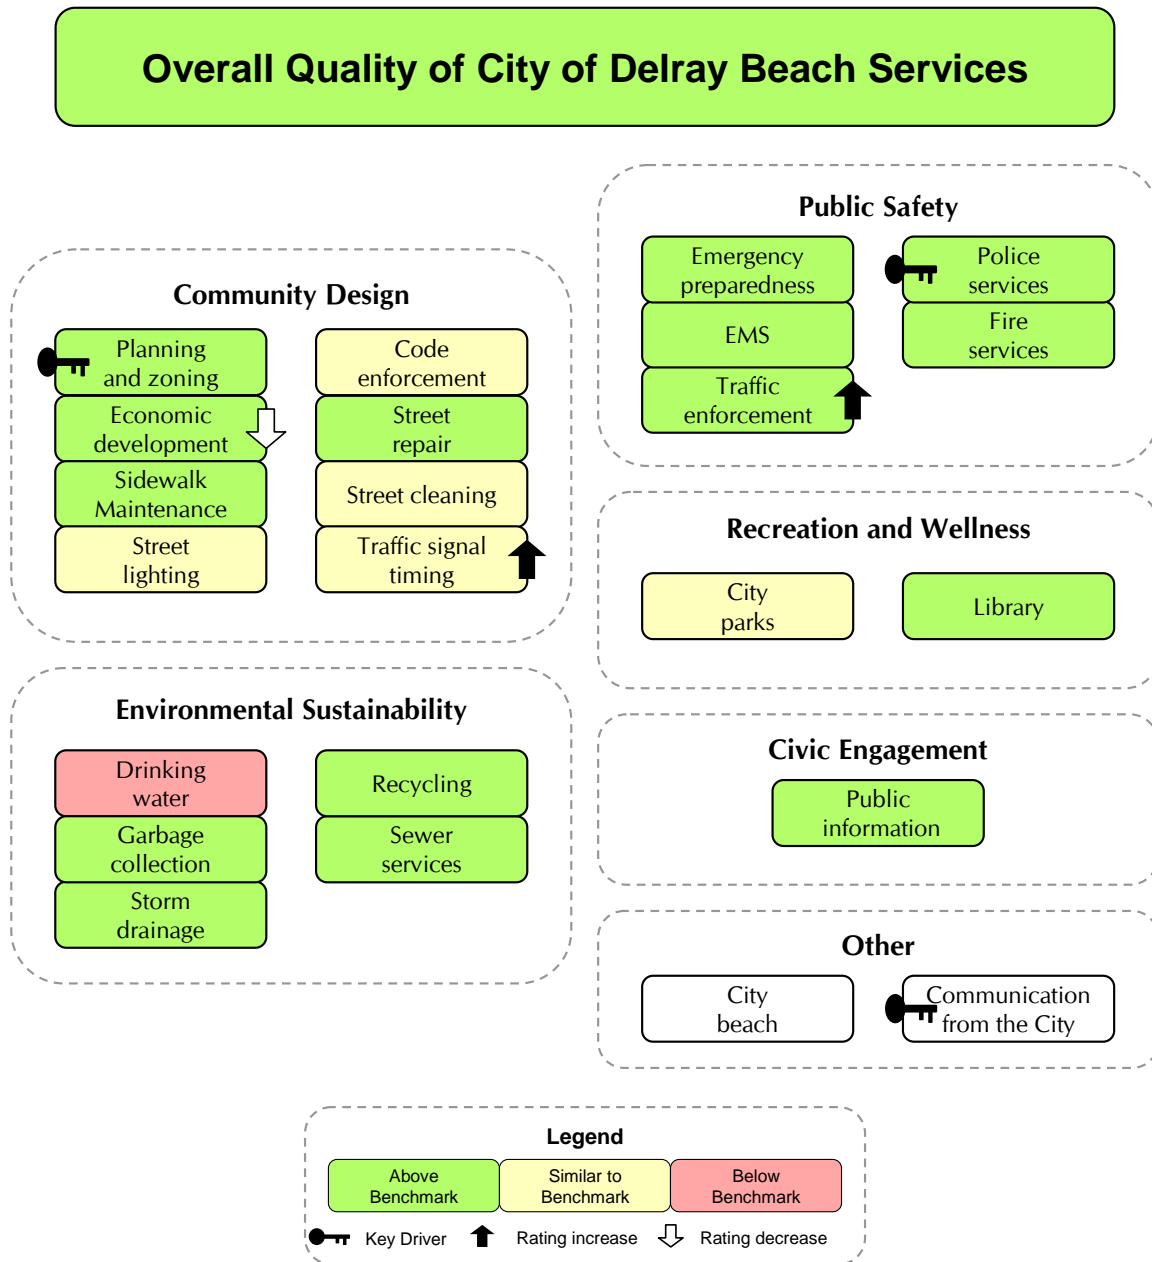 Overall Quality of City of Delray Beach Services
Community Design
Planning
and zoning
Economic
development
Sidewalk
Maintenance
Street
lighting
Code
enforcement
Street
repair
Street cleaning
Traffic signal
timing
Environmental Sustainability
Drinking
water
Garbage
collection
Storm
drainage
Recycling
Sewer
services
Public Safety
Emergency
preparedness
EMS
Traffic
enforcement
Police
services
Fire
services
Recreation and Wellness
City
parks
Library
Civic Engagement
Public
information
Other
City
beach
Communication
from the City
Legend
Above
Benchmark
Similar to
Benchmark
Below
Benchmark
Key Driver
Rating increase
Rating decrease